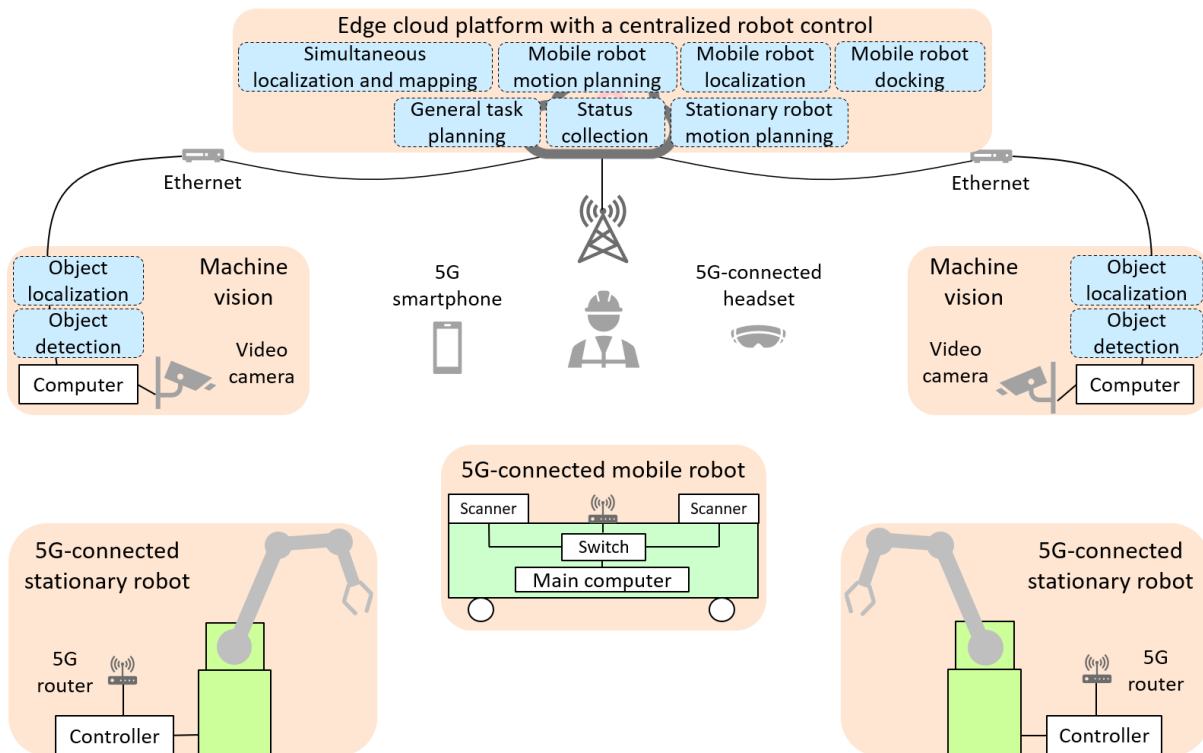 Edge cloud platform with a centralized robot control
Simultaneous
localization and mapping
Mobile robot
motion planning
Mobile robot
localization
Mobile robot
docking
General task
planning
Status
collection
Stationary robot
motion planning
Ethernet
Ethernet
Object
localization
Object
detection
Computer
Machine
vision
Video
camera
5G
smartphone
5G-connected
headset
Machine
vision
Video
camera
Object
localization
Object
detection
Computer
5G-connected mobile robot
Scanner
Scanner
Switch
Main computer
5G-connected
stationary robot
5G
router
Controller
5G-connected
stationary robot
5G
router
Controller